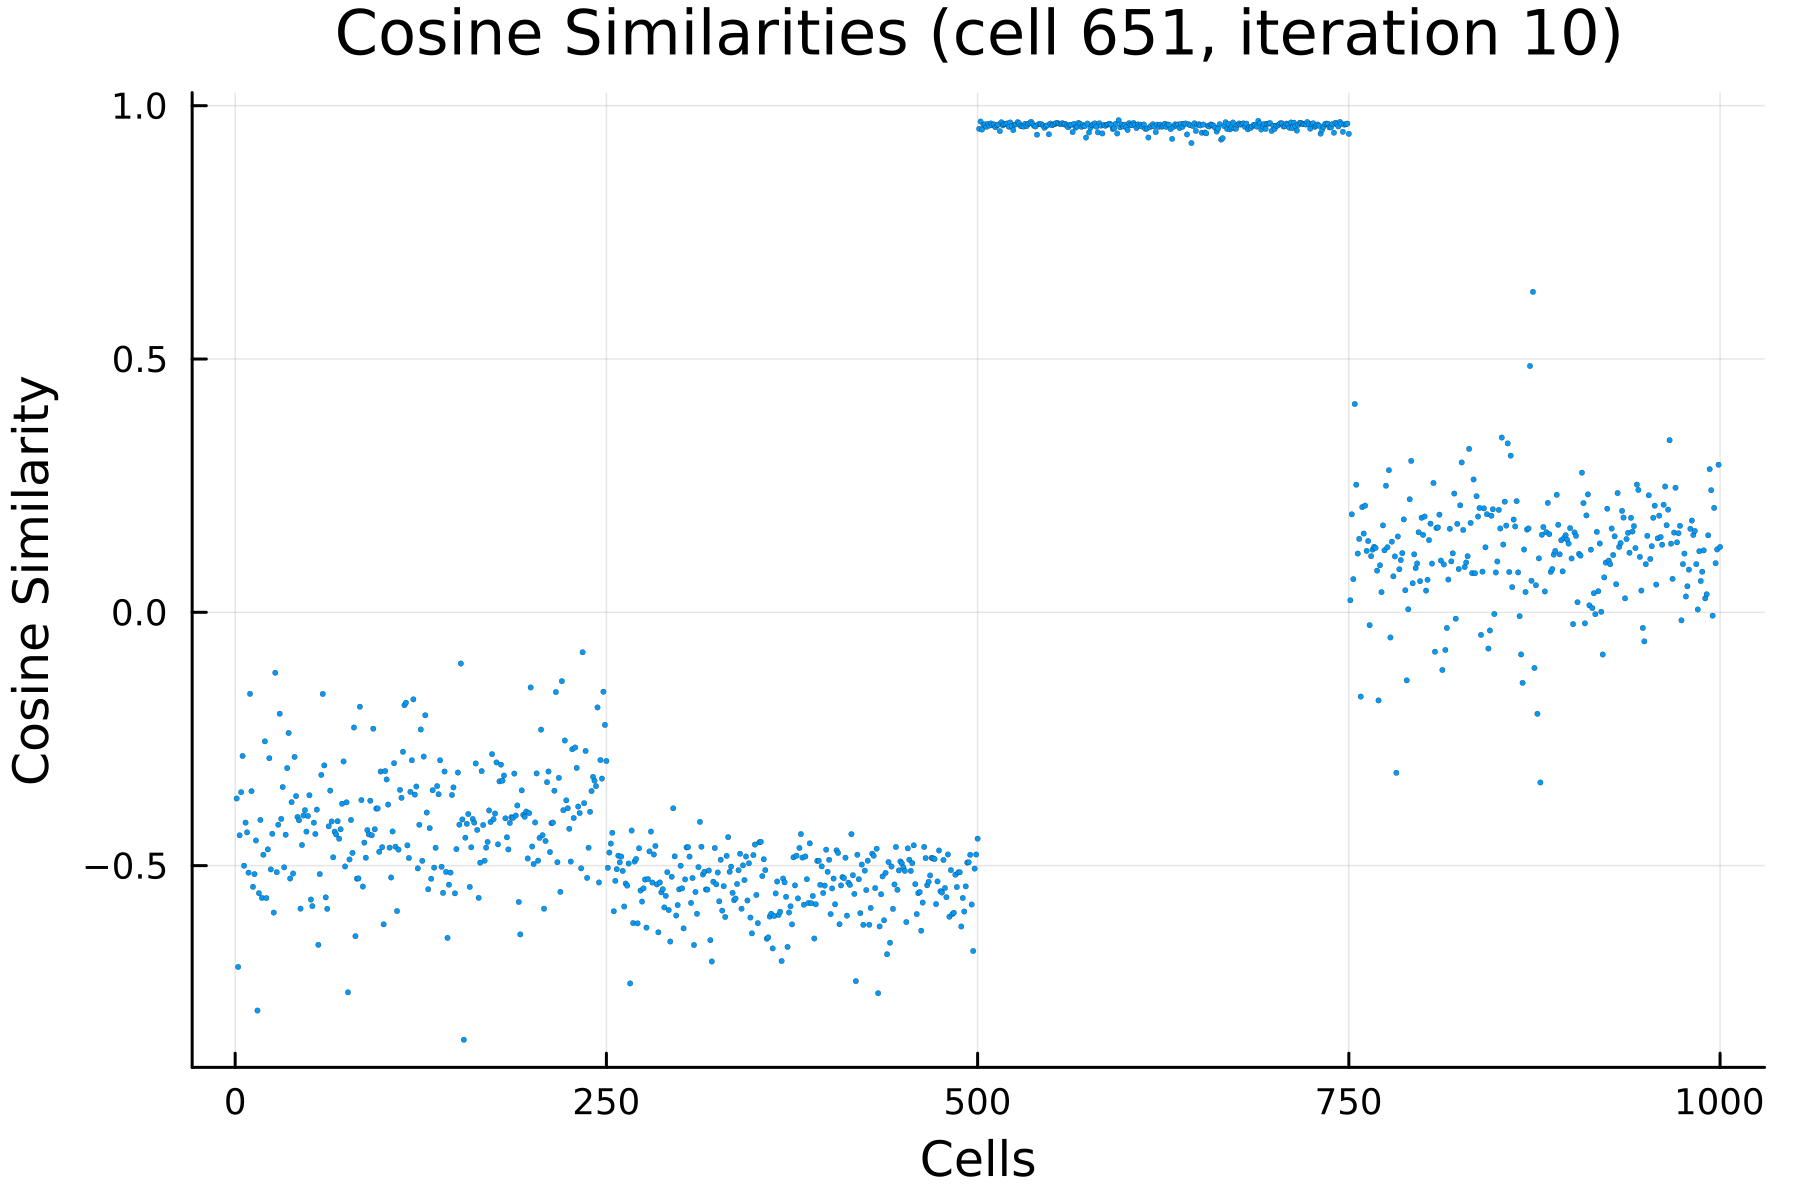 Cosine Similarities (cell 651, iteration 10)
1.0
0.5
0.0
−0.5
Cosine Similarity
0 250 500 750 1000
Cells